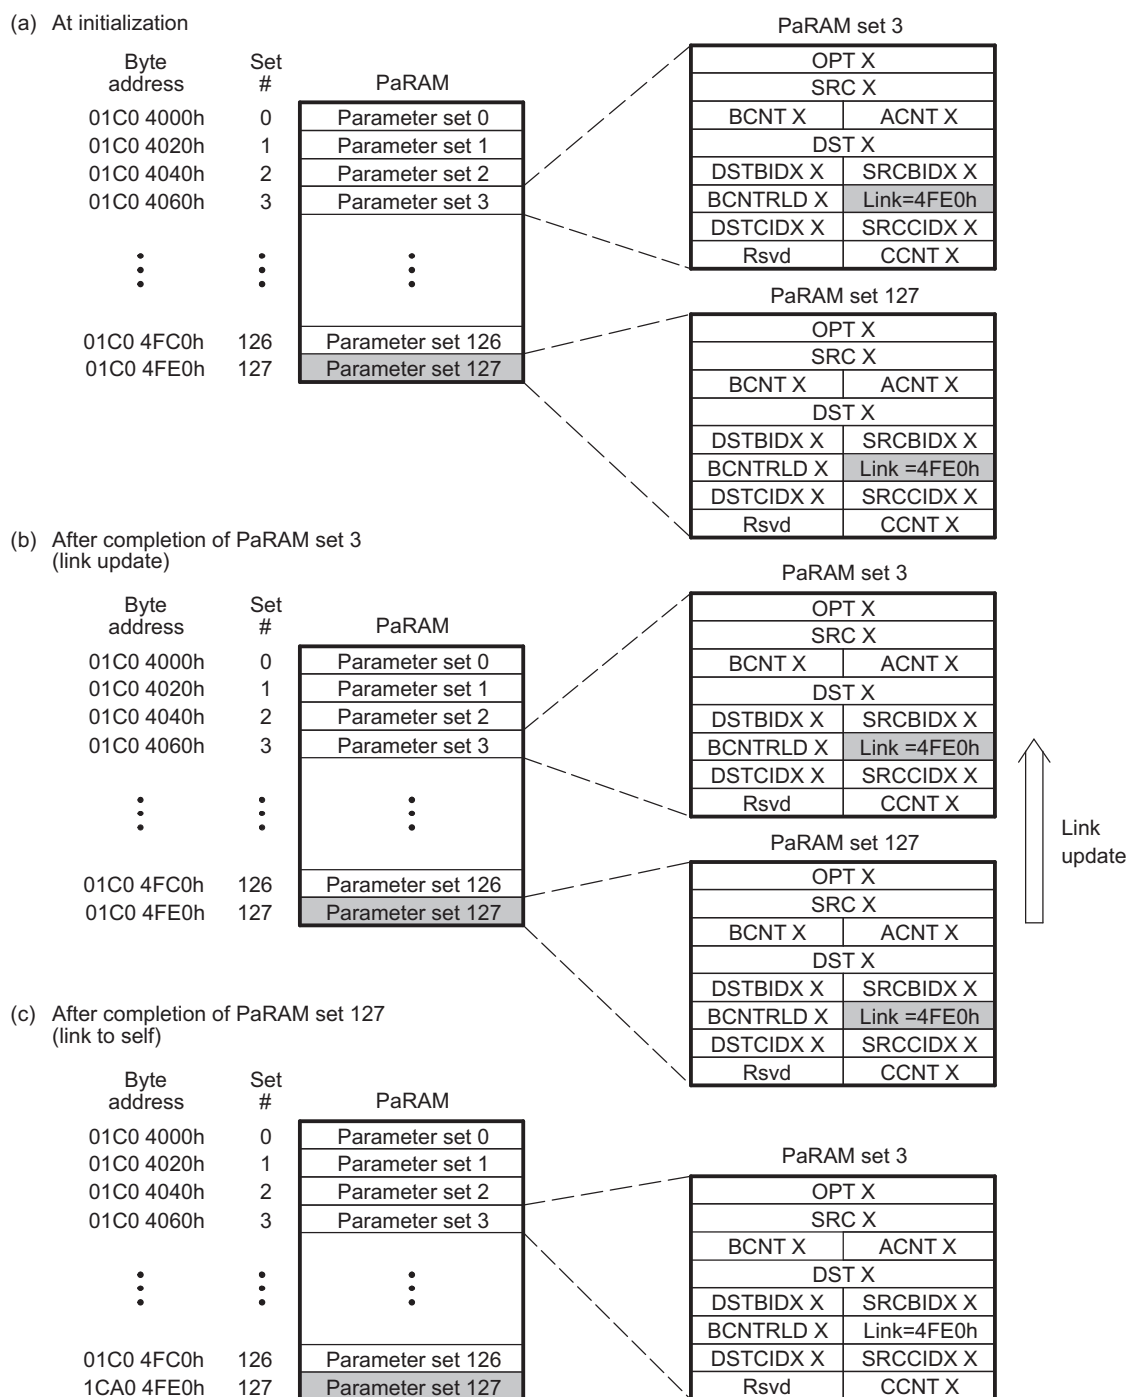 (a) At initialization
PaRAM set 3
Byte address
Set #
PaRAM
01C0 4000h 0 Parameter set 0
01C0 4020h 1 Parameter set 1
01C0 4040h 2 Parameter set 2
01C0 4060h 3 Parameter set 3
01C0 4FC0h 126 Parameter set 126
01C0 4FE0h 127 Parameter set 127
OPT X
SRC X
BCNT X ACNT X
DST X
DSTBIDX X SRCBIDX X
BCNTRLD X Link=4FE0h
DSTCIDX X SRCCIDX X
Rsvd CCNT X
PaRAM set 127
OPT X
SRC X
BCNT X ACNT X
DST X
DSTBIDX X SRCBIDX X
BCNTRLD X Link =4FE0h
DSTCIDX X SRCCIDX X
Rsvd CCNT X
(b) After completion of PaRAM set 3
(link update)
Byte address
Set #
PaRAM
01C0 4000h 0 Parameter set 0
01C0 4020h 1 Parameter set 1
01C0 4040h 2 Parameter set 2
01C0 4060h 3 Parameter set 3
01C0 4FC0h 126 Parameter set 126
01C0 4FE0h 127 Parameter set 127
PaRAM set 3
OPT X
SRC X
BCNT X ACNT X
DST X
DSTBIDX X SRCBIDX X
BCNTRLD X Link =4FE0h
DSTCIDX X SRCCIDX X
Rsvd CCNT X
PaRAM set 127
OPT X
SRC X
BCNT X ACNT X
DST X
DSTBIDX X SRCBIDX X
BCNTRLD X Link =4FE0h
DSTCIDX X SRCCIDX X
Rsvd CCNT X
Link
update
(c) After completion of PaRAM set 127
(link to self)
Byte address
Set #
PaRAM
01C0 4000h 0 Parameter set 0
01C0 4020h 1 Parameter set 1
01C0 4040h 2 Parameter set 2
01C0 4060h 3 Parameter set 3
01C0 4FC0h 126 Parameter set 126
1CA0 4FE0h 127 Parameter set 127
PaRAM set 3
OPT X
SRC X
BCNT X ACNT X
DST X
DSTBIDX X SRCBIDX X
BCNTRLD X Link=4FE0h
DSTCIDX X SRCCIDX X
Rsvd CCNT X